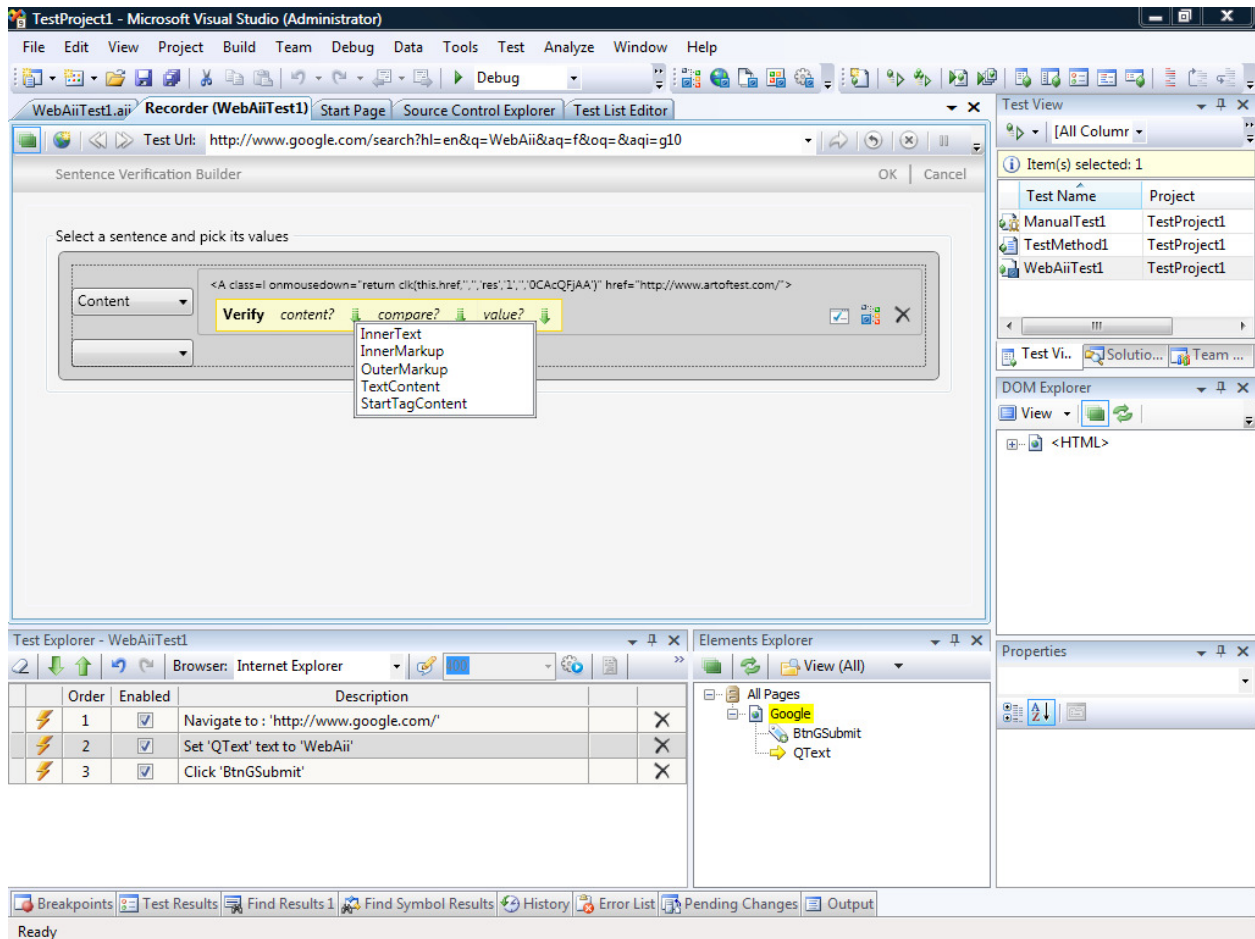 TestProject1 - Microsoft Visual Studio (Administrator)
File Edit View Project Build Team Debug Data Tools Test Analyze Window Help
Debug
WebAiiTest1.aii Recorder (WebAiiTest1) Start Page Source Control Explorer Test List Editor
Test Url: http://www.google.com/search?hl=en&q=WebAii&aq=f&oq=&aqi=g10
Sentence Verification Builder OK Cancel
Select a sentence and pick its values
Content
<A class=l onmousedown="return clk(this.href,'','','res','1','','0CAcQFjAA')" href="http://www.artoftest.com/">
Verify content? compare? value?
InnerText
InnerMarkup
OuterMarkup
TextContent
StartTagContent
Test View
[All Columr
Item(s) selected: 1
Test Name Project
ManualTest1 TestProject1
TestMethod1 TestProject1
WebAiiTest1 TestProject1
Test Vi.. Solutio... Team ...
DOM Explorer
View
<HTML>
Test Explorer - WebAiiTest1
Browser: Internet Explorer 100
Order Enabled Description
1 Navigate to : 'http://www.google.com/'
2 Set 'QText' text to 'WebAii'
3 Click 'BtnGSubmit'
Elements Explorer
View (All)
All Pages
Google
BtnGSubmit
QText
Properties
Breakpoints Test Results Find Results 1 Find Symbol Results History Error List Pending Changes Output
Ready